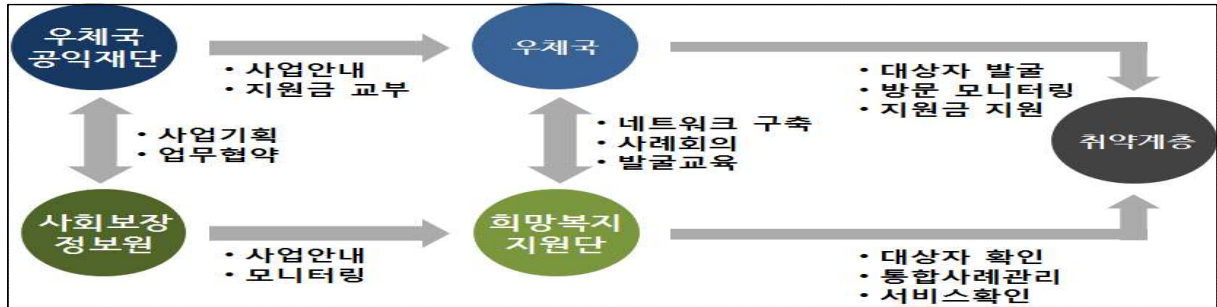 우체국
공익재단
• 사업안내
• 지원금 교부
우체국
• 대상자 발굴
• 방문 모니터링
• 지원금 지원
• 사업기획
• 업무협약
• 네트워크 구축
• 사례회의
• 발굴교육
취약계층
사회보장
정보원
• 사업안내
• 모니터링
희망복지
지원단
• 대상자 확인
• 통합사례관리
• 서비스확인